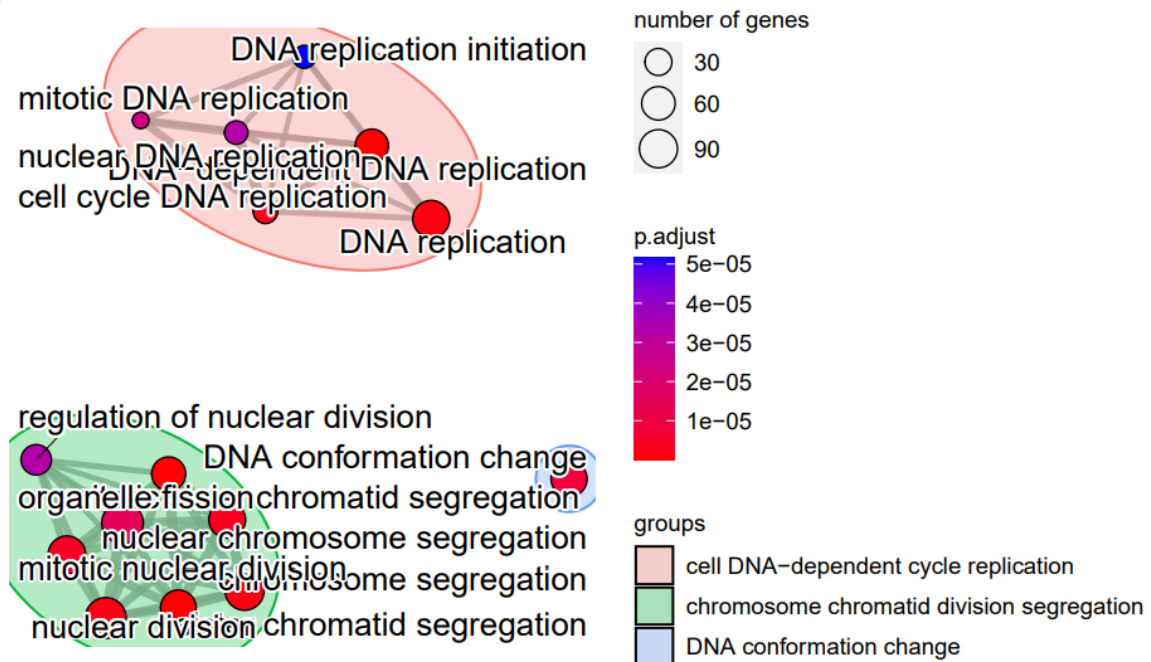 DNA replication initiation
mitotic DNA replication
nuclear DNA replication
DNA-dependent DNA replication
cell cycle DNA replication
DNA replication
regulation of nuclear division
DNA conformation change
organelle fission
chromatid segregation
nuclear chromosome segregation
mitotic nuclear division
chromosome segregation
nuclear division
chromatid segregation
number of genes
30
60
90
p.adjust
5e−05
4e−05
3e−05
2e−05
1e−05
groups
cell DNA−dependent cycle replication
chromosome chromatid division segregation
DNA conformation change